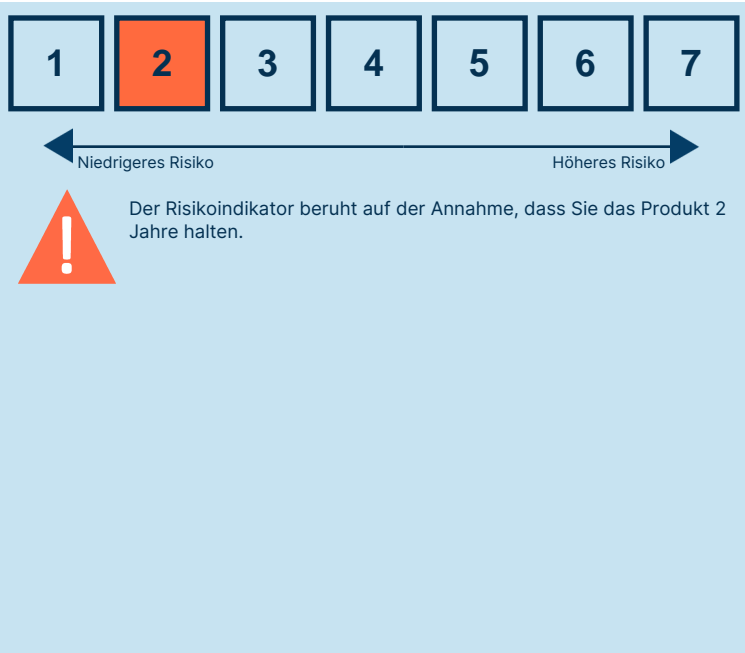 1 2 3 4 5 6 7
Niedrigeres Risiko Höheres Risiko
!
Der Risikoindikator beruht auf der Annahme, dass Sie das Produkt 2
Jahre halten.